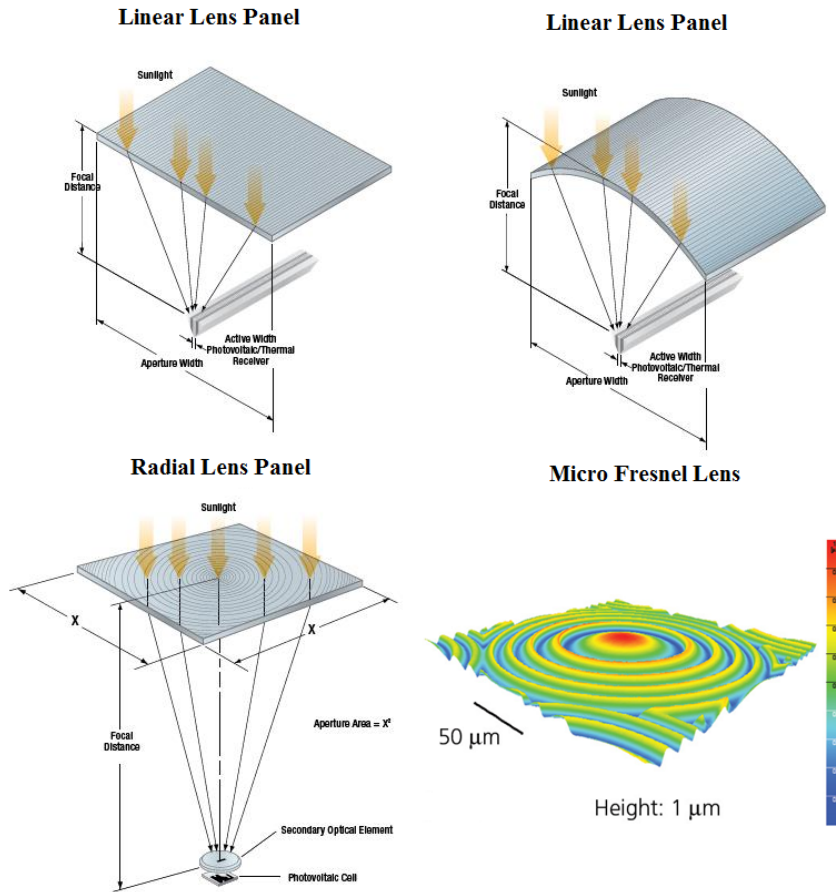 Linear Lens Panel
Sunlight
Focal
Distance
Active Width
Photovoltaic/Thermal
Receiver
Aperture Width
Linear Lens Panel
Sunlight
Focal
Distance
Active Width
Photovoltaic/Thermal
Receiver
Aperture Width
Radial Lens Panel
Sunlight
X
X
Aperture Area = X²
Focal
Distance
Secondary Optical Element
Photovoltaic Cell
Micro Fresnel Lens
50 μm
Height: 1 μm